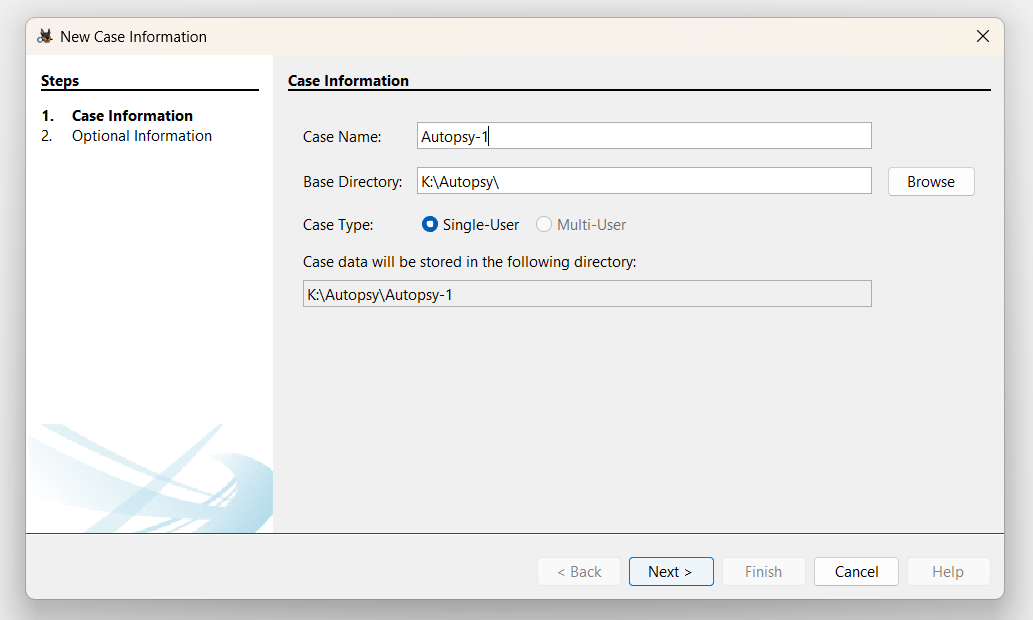 New Case Information
Steps
1. Case Information
2. Optional Information
Case Information
Case Name: Autopsy-1
Base Directory: K:\Autopsy\ Browse
Case Type: Single-User Multi-User
Case data will be stored in the following directory:
K:\Autopsy\Autopsy-1
< Back Next > Finish Cancel Help